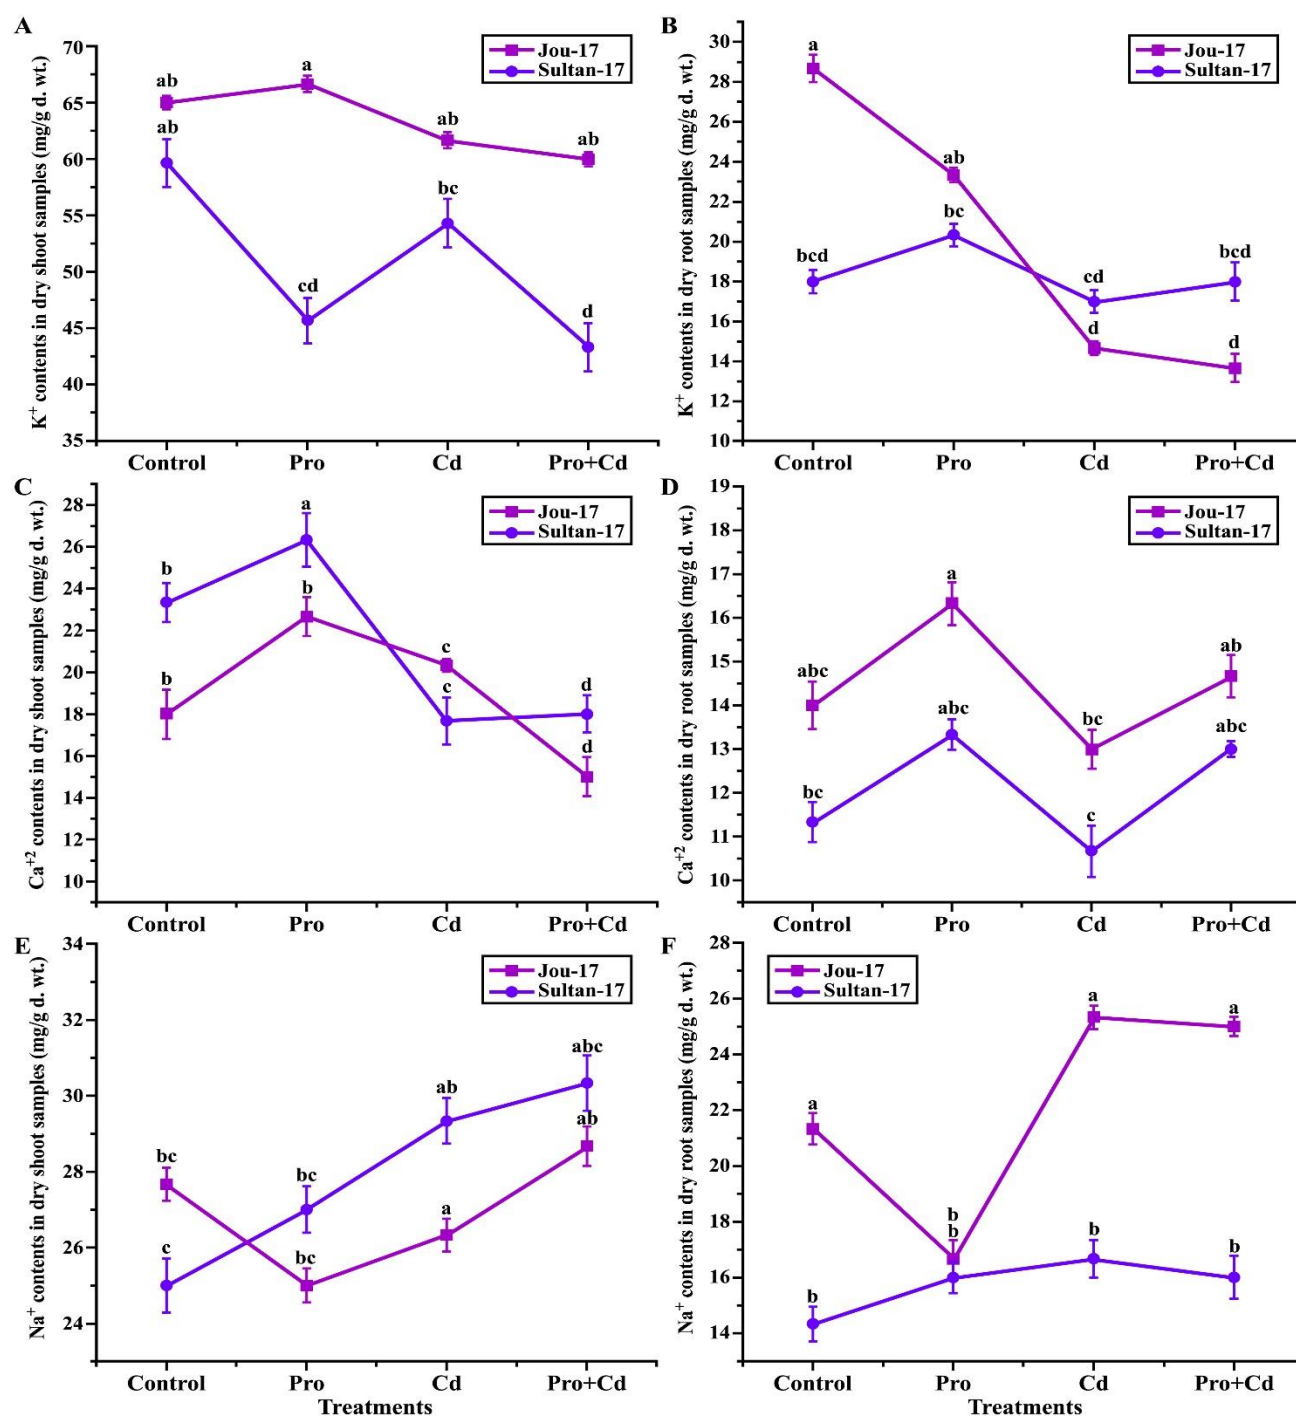 A
K+ contents in dry shoot samples (mg/g d. wt.)
70
65
60
55
50
45
40
35
Jou-17
Sultan-17
ab
a
ab
ab
ab
cd
bc
d
Control Pro Cd Pro+Cd
B
K+ contents in dry root samples (mg/g d. wt.)
30
28
26
24
22
20
18
16
14
12
10
Jou-17
Sultan-17
a
ab
bc
bcd
cd
bcd
d
d
Control Pro Cd Pro+Cd
C
Ca+2 contents in dry shoot samples (mg/g d. wt.)
28
26
24
22
20
18
16
14
12
10
Jou-17
Sultan-17
a
b
b
b
c
c
d
d
Control Pro Cd Pro+Cd
D
Ca+2 contents in dry root samples (mg/g d. wt.)
19
18
17
16
15
14
13
12
11
10
Jou-17
Sultan-17
a
abc
ab
abc
bc
abc
bc
c
Control Pro Cd Pro+Cd
E
Na+ contents in dry shoot samples (mg/g d. wt.)
34
32
30
28
26
24
Jou-17
Sultan-17
abc
ab
ab
bc
bc
a
c
bc
Control Pro Cd Pro+Cd
Treatments
F
Na+ contents in dry root samples (mg/g d. wt.)
28
26
24
22
20
18
16
14
Jou-17
Sultan-17
a
a
a
b
b
b
b
b
Control Pro Cd Pro+Cd
Treatments